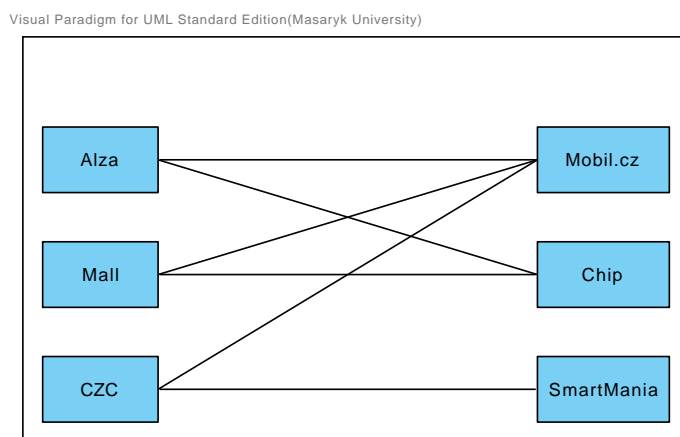 Visual Paradigm for UML Standard Edition(Masaryk University)
Alza
Mobil.cz
Mall
Chip
CZC
SmartMania